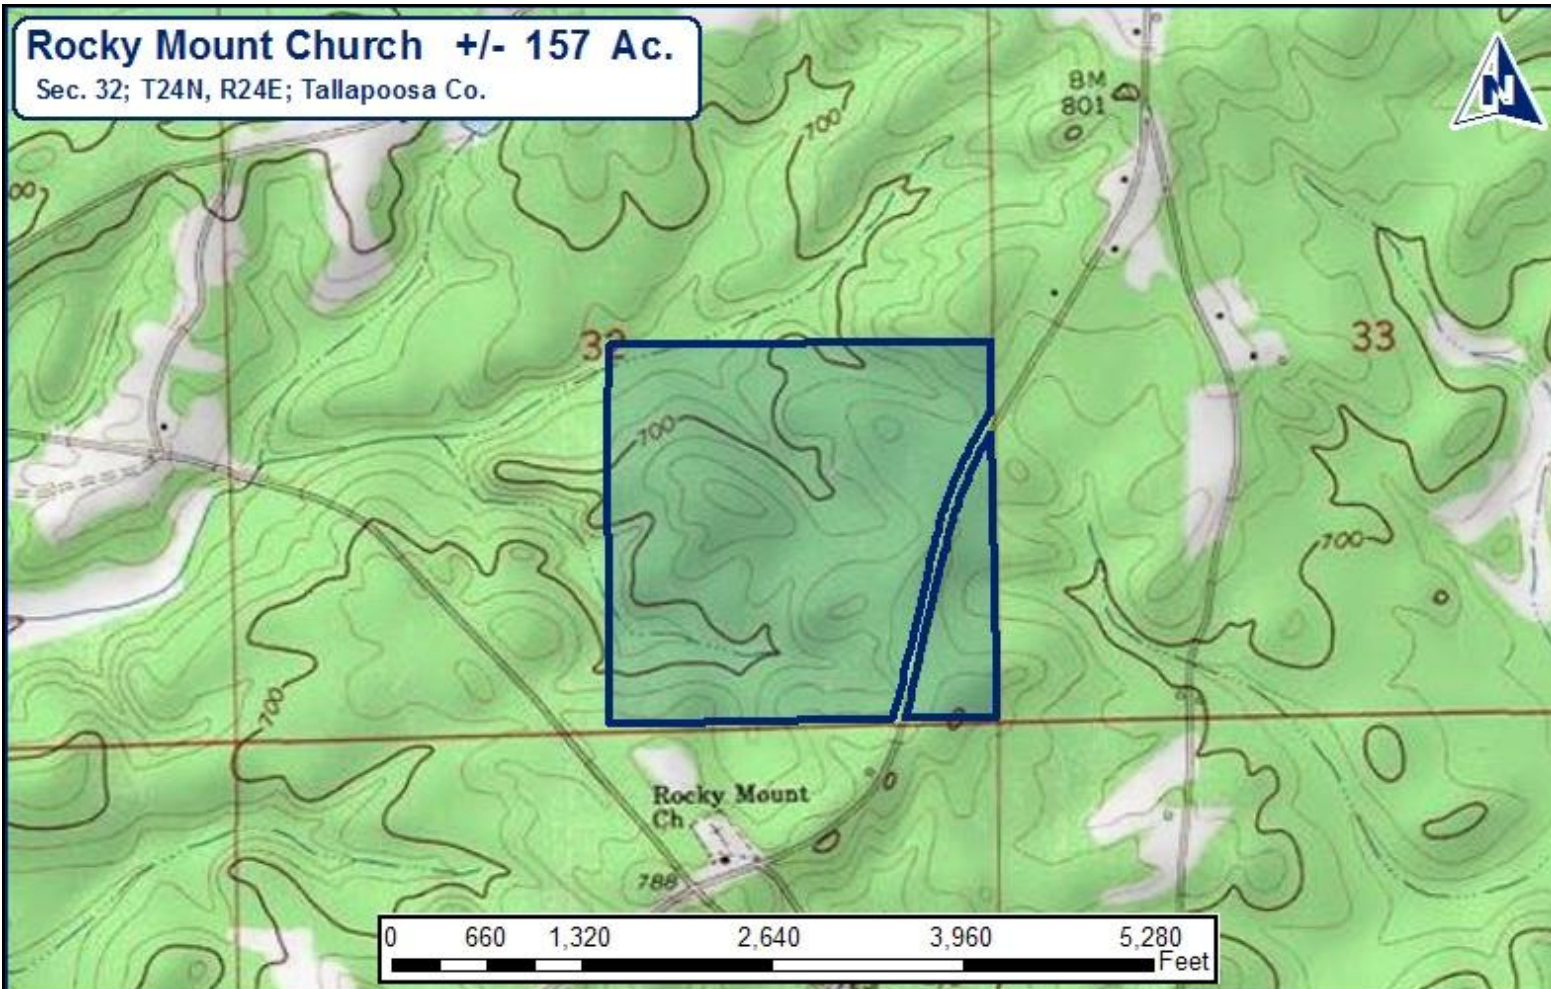 Rocky Mount Church +/- 157 Ac.
Sec. 32; T24N, R24E; Tallapoosa Co.
N
BM
801
700
00
32
33
700
700
700
Rocky Mount
Ch
788
0 660 1,320 2,640 3,960 5,280
Feet